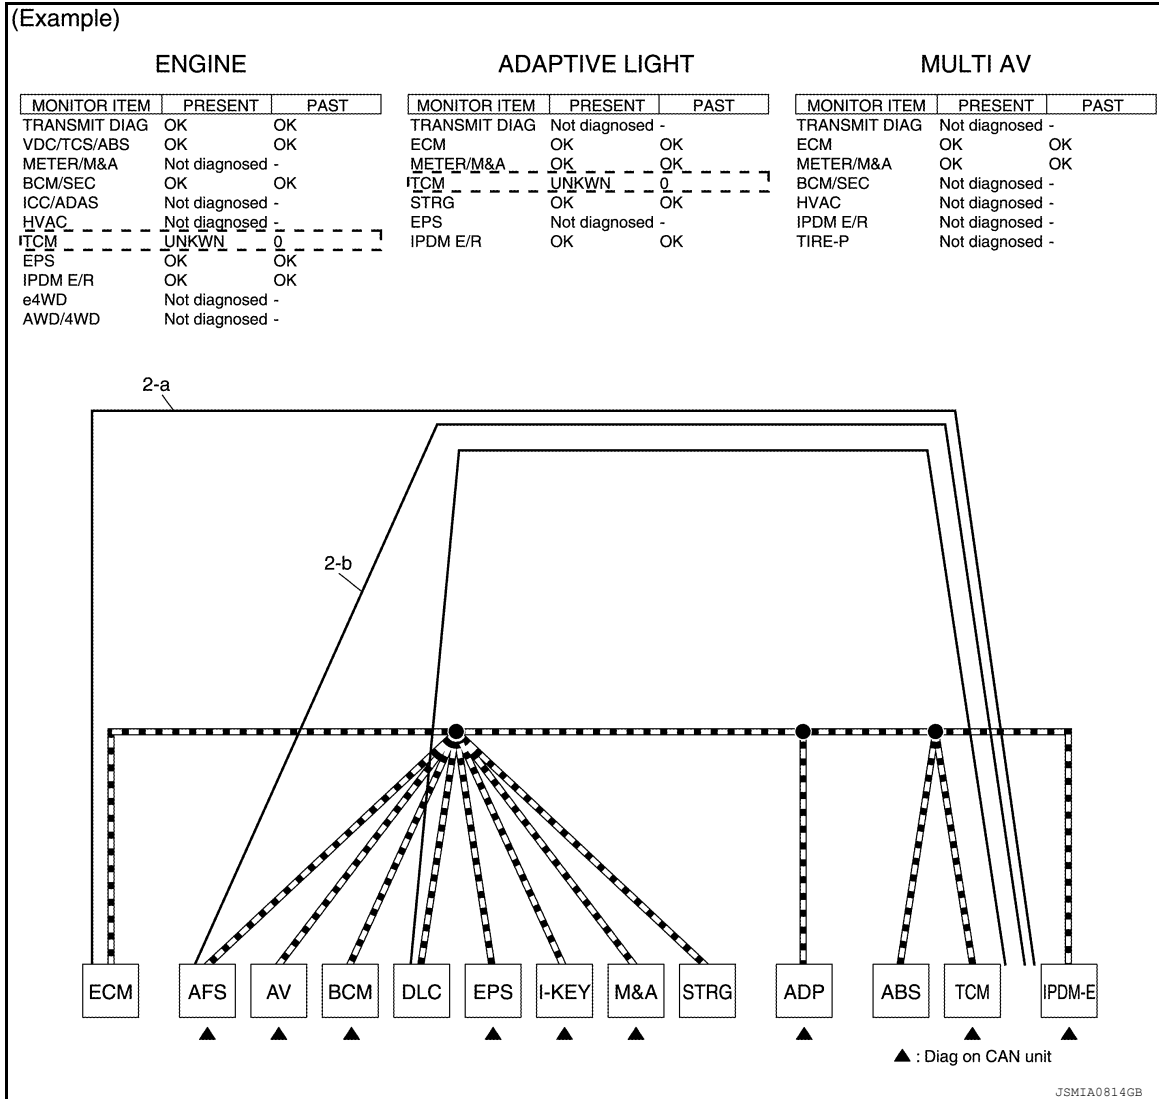 (Example)
ENGINE ADAPTIVE LIGHT MULTI AV
MONITOR ITEM PRESENT PAST
TRANSMIT DIAG OK OK
VDC/TCS/ABS OK OK
METER/M&A Not diagnosed -
BCM/SEC OK OK
ICC/ADAS Not diagnosed -
HVAC Not diagnosed -
TCM UNKWN 0
EPS OK OK
IPDM E/R OK OK
e4WD Not diagnosed -
AWD/4WD Not diagnosed -
MONITOR ITEM PRESENT PAST
TRANSMIT DIAG Not diagnosed -
ECM OK OK
METER/M&A OK OK
TCM UNKWN 0
STRG OK OK
EPS Not diagnosed -
IPDM E/R OK OK
MONITOR ITEM PRESENT PAST
TRANSMIT DIAG Not diagnosed -
ECM OK OK
METER/M&A OK OK
BCM/SEC Not diagnosed -
HVAC Not diagnosed -
IPDM E/R Not diagnosed -
TIRE-P Not diagnosed -
2-a
2-b
ECM AFS AV BCM DLC EPS I-KEY M&A STRG ADP ABS TCM IPDM-E
▲ : Diag on CAN unit
JSMIA0814GB